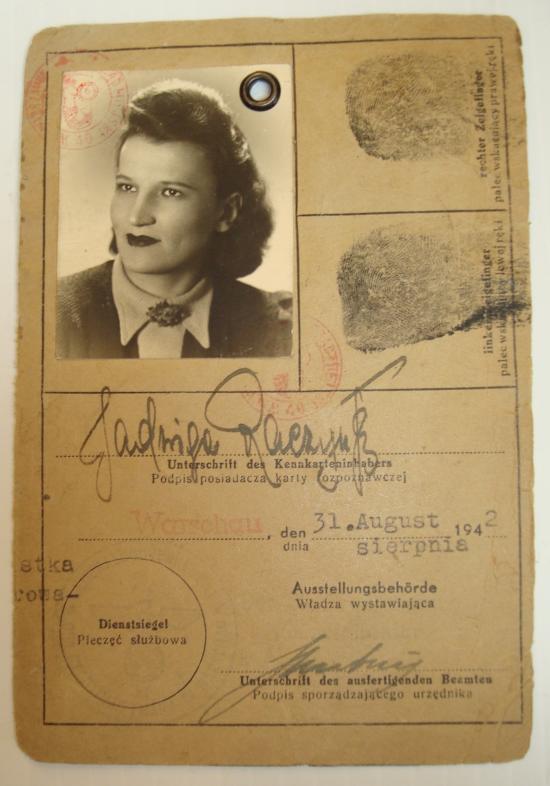 rechter Zeigefinger
palec wskazujący prawej ręki
linker Zeigefinger
palec wskazujący lewej ręki
Jadwiga
Unterschrift des Kennkarteninhabers
Podpis posiadacza karty rozpoznawczej
Warschau, den 31.August 1942
dnia sierpnia
Ausstellungsbehörde
Władza wystawiająca
Dienstsiegel
Pieczęć służbowa
Unterschrift des ausfertigenden Beamten
Podpis sporządzającego urzędnika